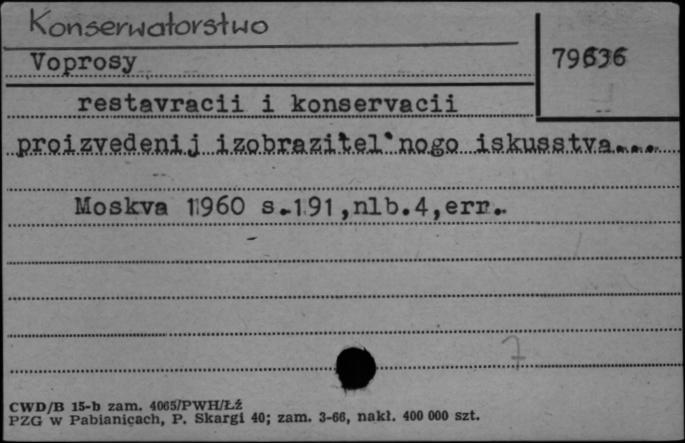 Konserwatorstwo
Voprosy
79636
restavracii i konservacii
proizvedenij izobrazitel'nogo iskusstva...
Moskva 1960 s.191,nlb.4,err.
7
CWD/B 15-b zam. 4065/PWH/Łż
PZG w Pabianicach, P. Skargi 40; zam. 3-66, nakł. 400 000 szt.